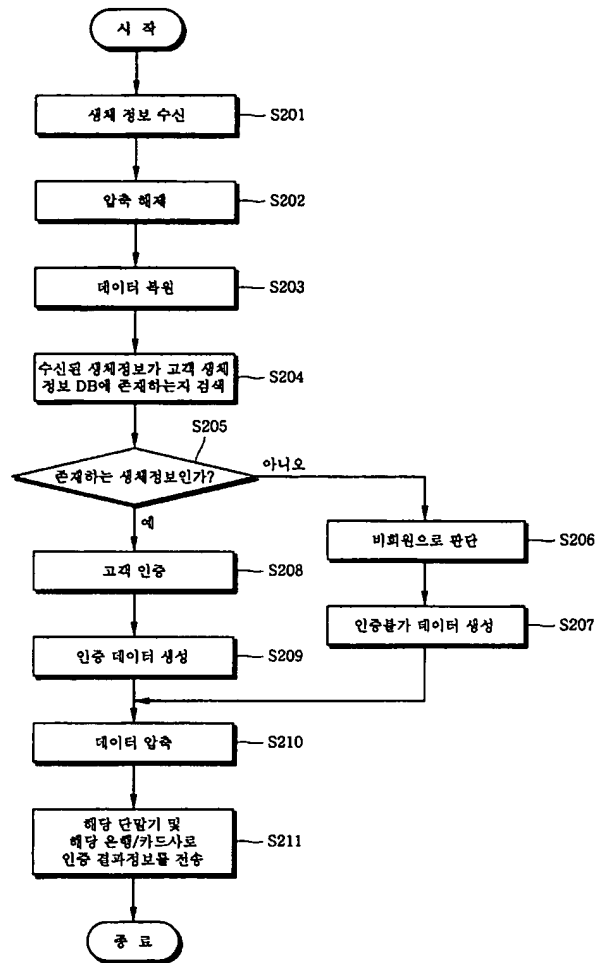 시 작
생체 정보 수신
S201
압축 해재
S202
데이터 복원
S203
수신된 생체정보가 고객 생체
정보 DB에 존재하는지 검색
S204
S205
존재하는 생체정보인가?
아니오
예
비회원으로 판단
S206
고객 인증
S208
인증불가 데이터 생성
S207
인증 데이터 생성
S209
데이터 압축
S210
해당 단말기 및
해당 은행/카드사로
인증 결과정보를 전송
S211
종 료